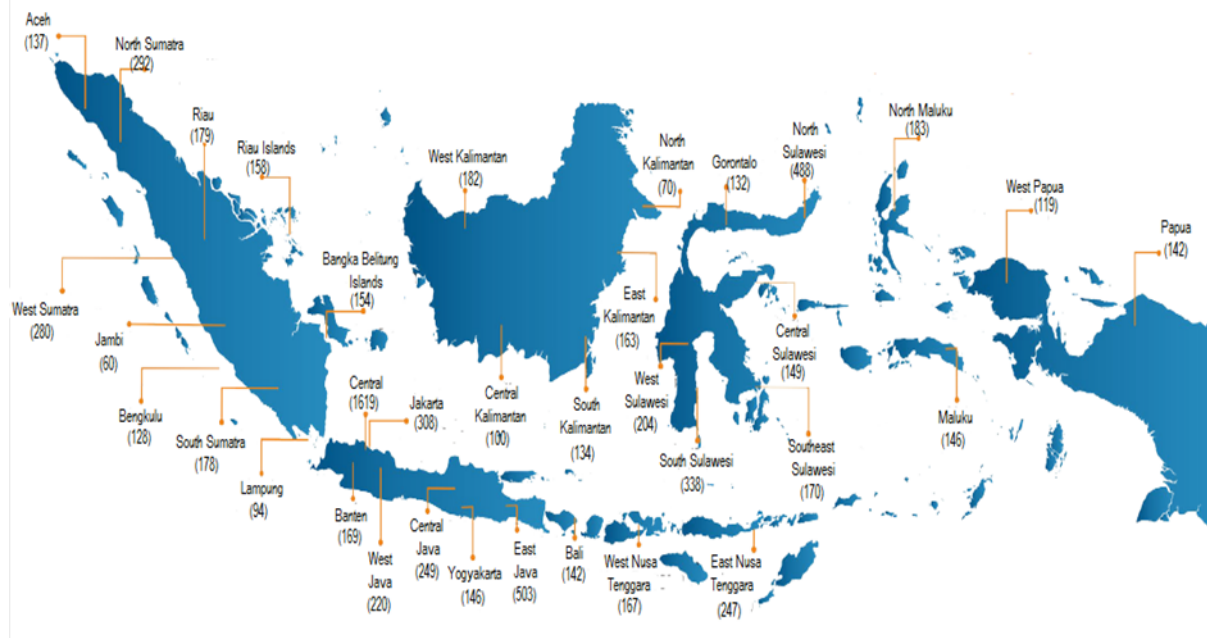 Aceh
(137)
North Sumatra
(292)
Riau
(179)
Riau Islands
(158)
West Kalimantan
(182)
North
Kalimantan
(70)
Gorontalo
(132)
North
Sulawesi
(488)
North Maluku
(183)
West Papua
(119)
Papua
(142)
West Sumatra
(280)
Jambi
(60)
Bengkulu
(128)
South Sumatra
(178)
Lampung
(94)
Bangka Belitung
Islands
(154)
Central
(1619)
Jakarta
(308)
Central
Kalimantan
(100)
South
Kalimantan
(134)
East
Kalimantan
(163)
West
Sulawesi
(204)
Central
Sulawesi
(149)
South Sulawesi
(338)
Southeast
Sulawesi
(170)
Maluku
(146)
Banten
(169)
West
Java
(220)
Central
Java
(249)
Yogyakarta
(146)
East
Java
(503)
Bali
(142)
West Nusa
Tenggara
(167)
East Nusa
Tenggara
(247)